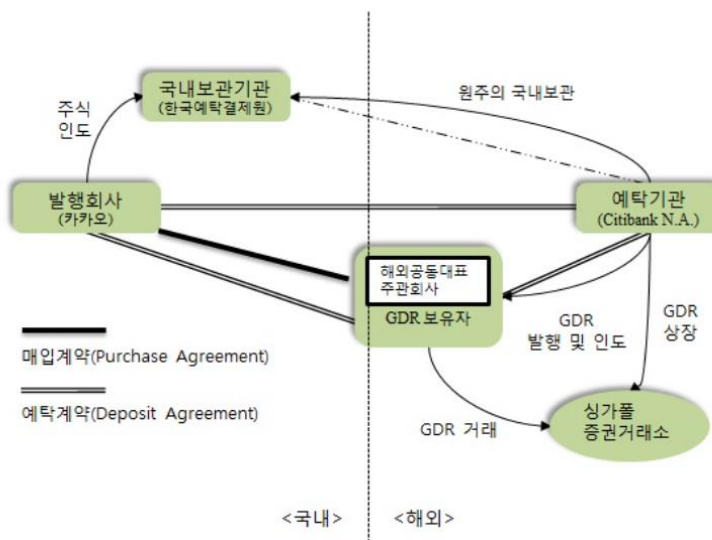 국내보관기관
(한국예탁결제원)
원주의 국내보관
주식
인도
발행회사
(카카오)
예탁기관
(Citibank N.A.)
해외공동대표
주관회사
GDR 보유자
GDR
발행 및 인도
GDR
상장
매입계약(Purchase Agreement)
예탁계약(Deposit Agreement)
GDR 거래
싱가폴
증권거래소
<국내>
<해외>